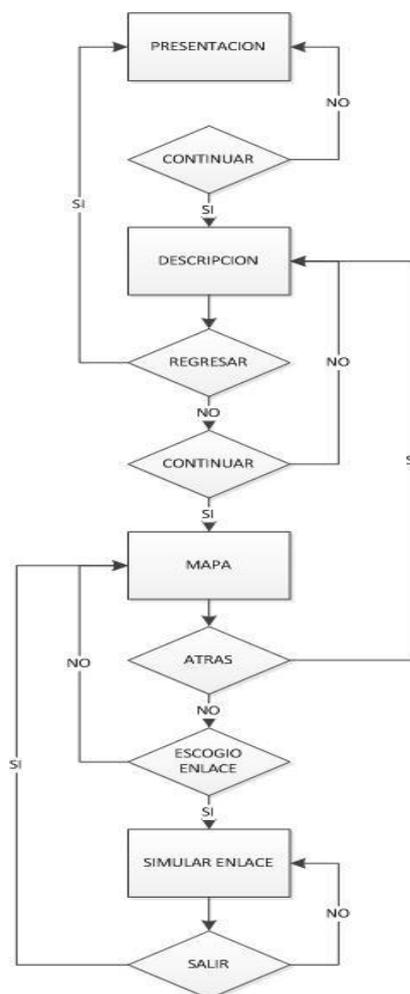 PRESENTACION
NO
CONTINUAR
SI
SI
DESCRIPCION
REGRESAR
NO
NO
CONTINUAR
SI
MAPA
ATRAS
NO
NO
ESCOGIO
ENLACE
SI
SI
SIMULAR ENLACE
NO
SALIR